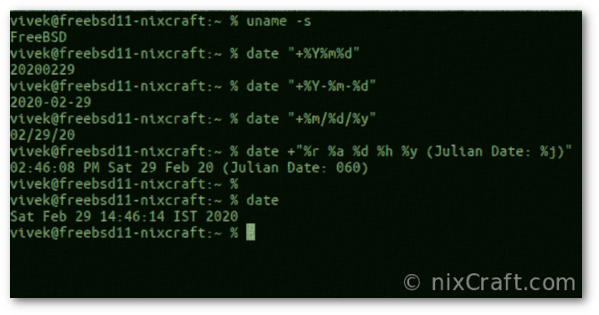 vivek@freebsd11-nixcraft:~ % uname -s
FreeBSD
vivek@freebsd11-nixcraft:~ % date "+%Y%m%d"
20200229
vivek@freebsd11-nixcraft:~ % date "+%Y-%m-%d"
2020-02-29
vivek@freebsd11-nixcraft:~ % date "+%m/%d/%y"
02/29/20
vivek@freebsd11-nixcraft:~ % date +"%r %a %d %h %y (Julian Date: %j)"
02:46:08 PM Sat 29 Feb 20 (Julian Date: 060)
vivek@freebsd11-nixcraft:~ %
vivek@freebsd11-nixcraft:~ % date
Sat Feb 29 14:46:14 IST 2020
vivek@freebsd11-nixcraft:~ %
© nixCraft.com